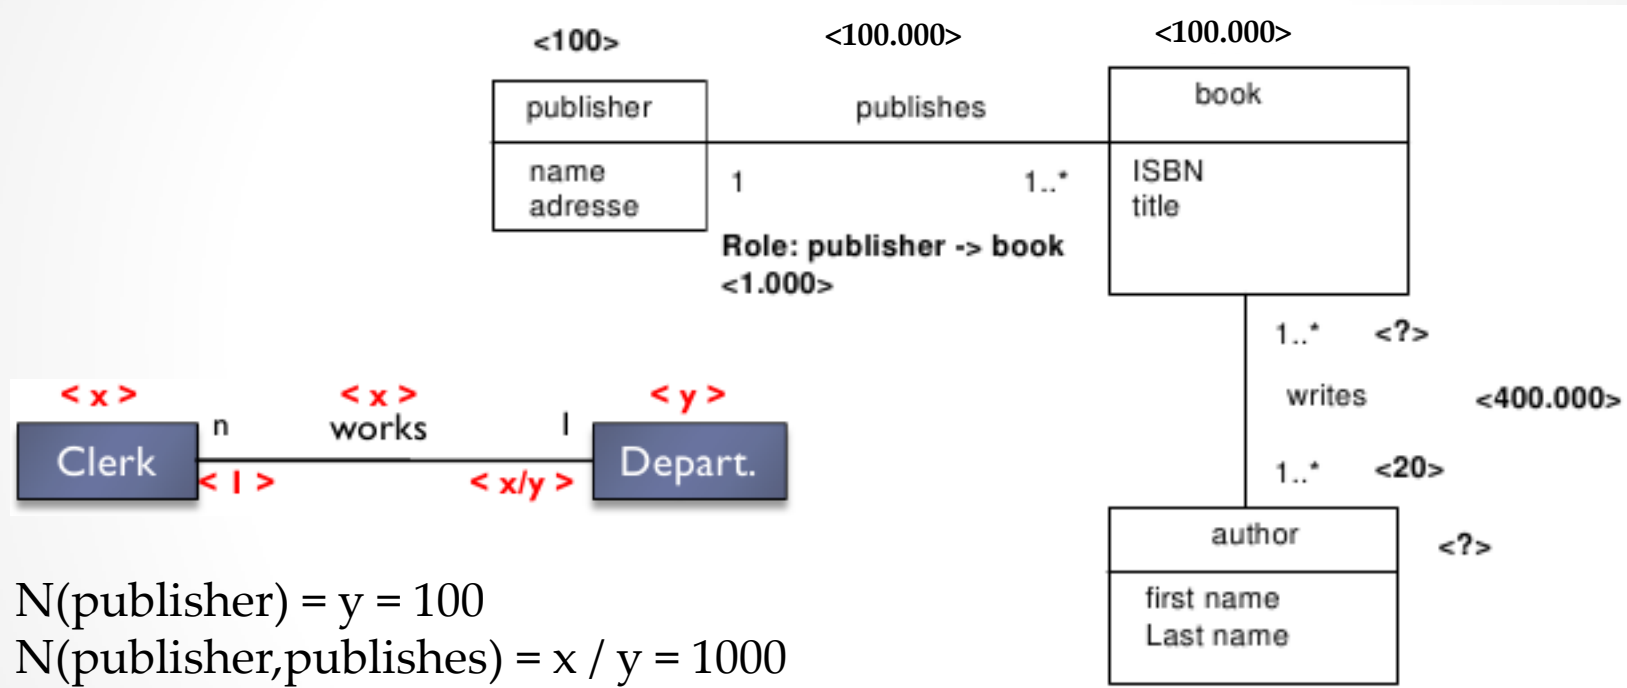 <100> <100.000> <100.000>
publisher publishes book
name
adresse
1 1..*
ISBN
title
Role: publisher -> book
<1.000>
1..* <?>
writes <400.000>
1..* <20>
author <?>
first name
Last name
< x > < x > < y >
n works 1
Clerk Depart.
< 1 > < x/y >
N(publisher) = y = 100
N(publisher,publishes) = x / y = 1000